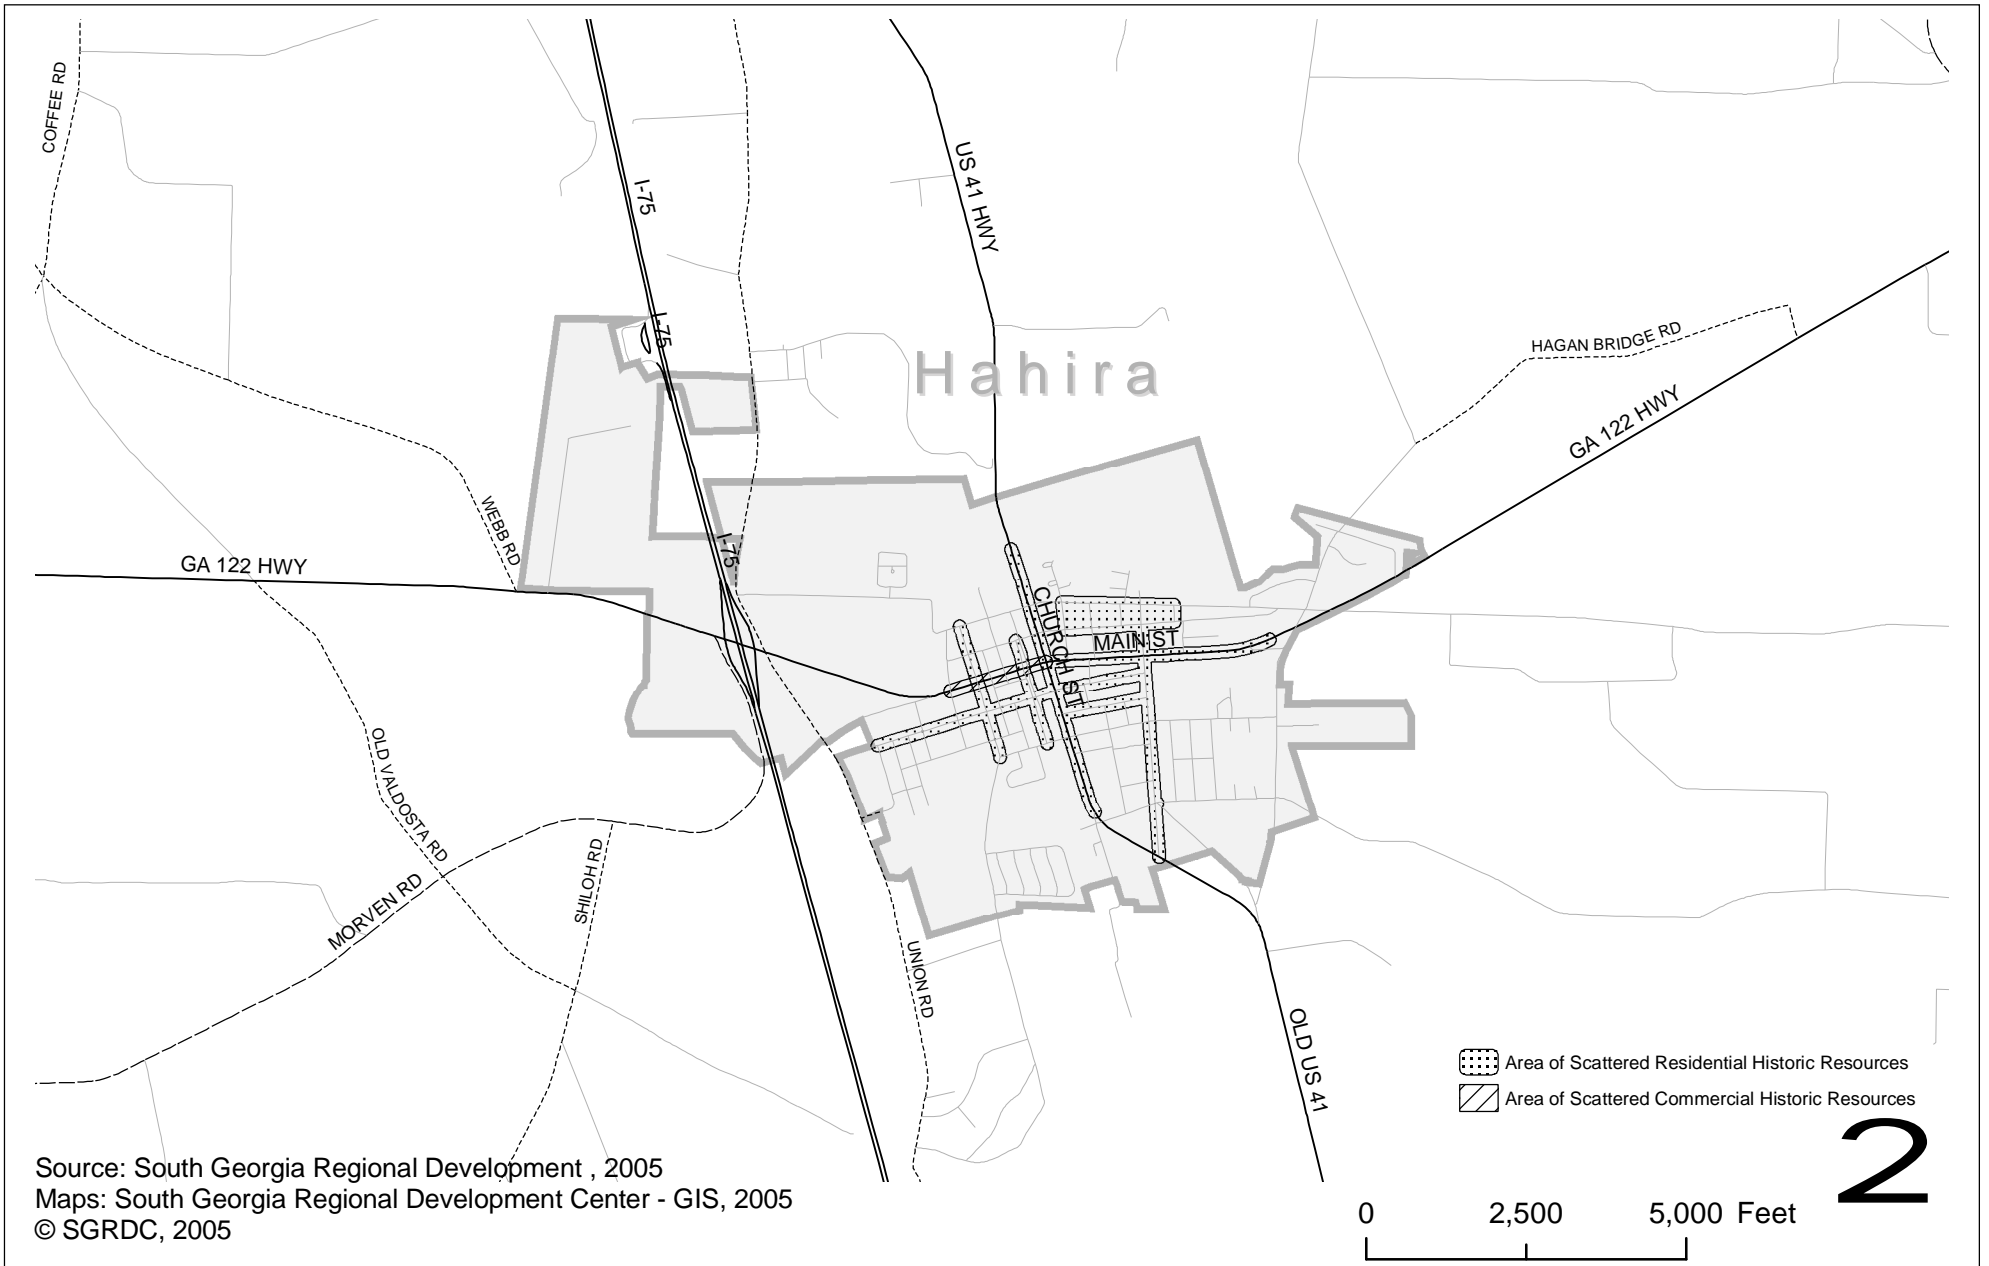 COFFEE RD
I-75
US 41 HWY
I-75
Hahira
HAGAN BRIDGE RD
GA 122 HWY
WEBB RD
I-75
GA 122 HWY
CHURCH ST
MAIN ST
OLD VALDOSTA RD
SHILOH RD
MORVEN RD
UNION RD
OLD US 41
Area of Scattered Residential Historic Resources
Area of Scattered Commercial Historic Resources
2
Source: South Georgia Regional Development , 2005
Maps: South Georgia Regional Development Center - GIS, 2005
© SGRDC, 2005
0 2,500 5,000 Feet